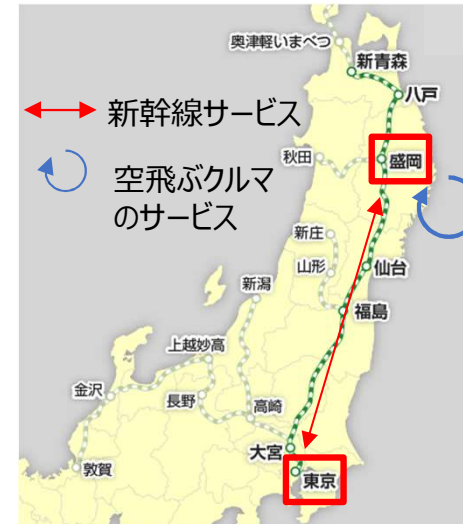 奥津軽いまべつ
新青森
八戸
新幹線サービス
秋田
盛岡
空飛ぶクルマ
のサービス
新庄
山形
仙台
新潟
福島
上越妙高
金沢
長野
高崎
大宮
敦賀
東京